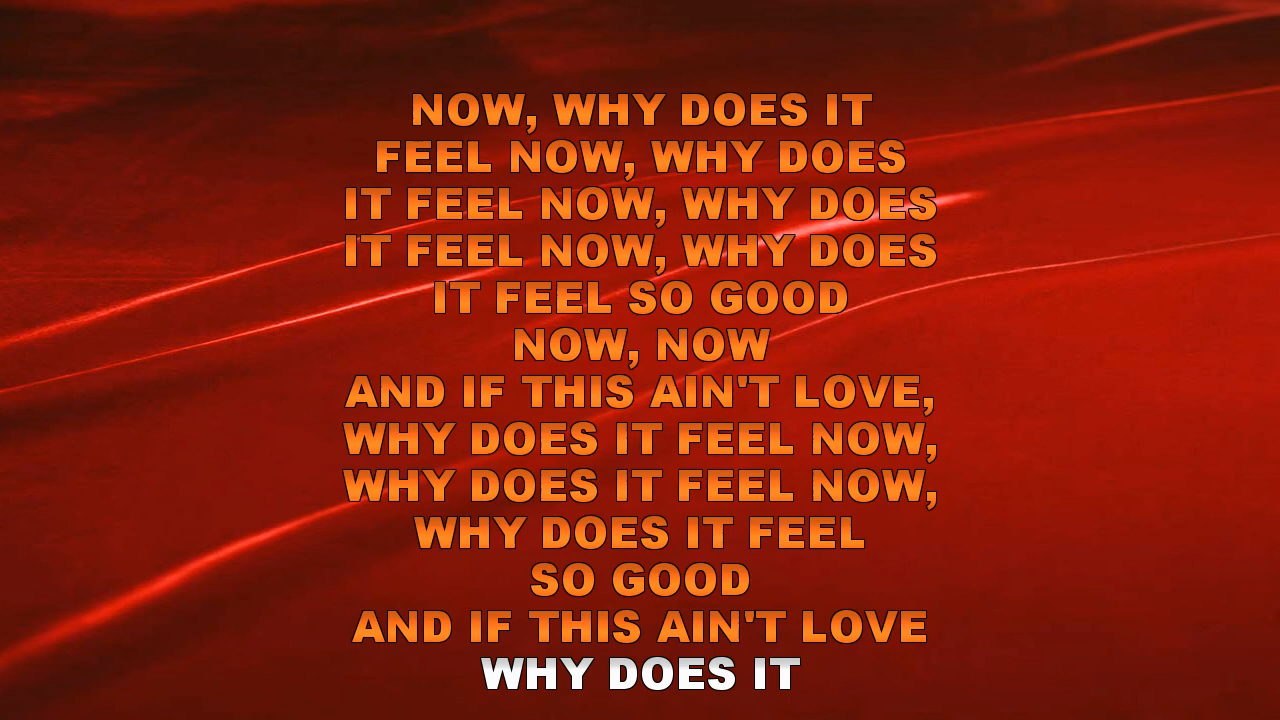 NOW, WHY DOES IT
FEEL NOW, WHY DOES
IT FEEL NOW, WHY DOES
IT FEEL NOW, WHY DOES
IT FEEL SO GOOD
NOW, NOW
AND IF THIS AIN'T LOVE,
WHY DOES IT FEEL NOW,
WHY DOES IT FEEL NOW,
WHY DOES IT FEEL
SO GOOD
AND IF THIS AIN'T LOVE
WHY DOES IT